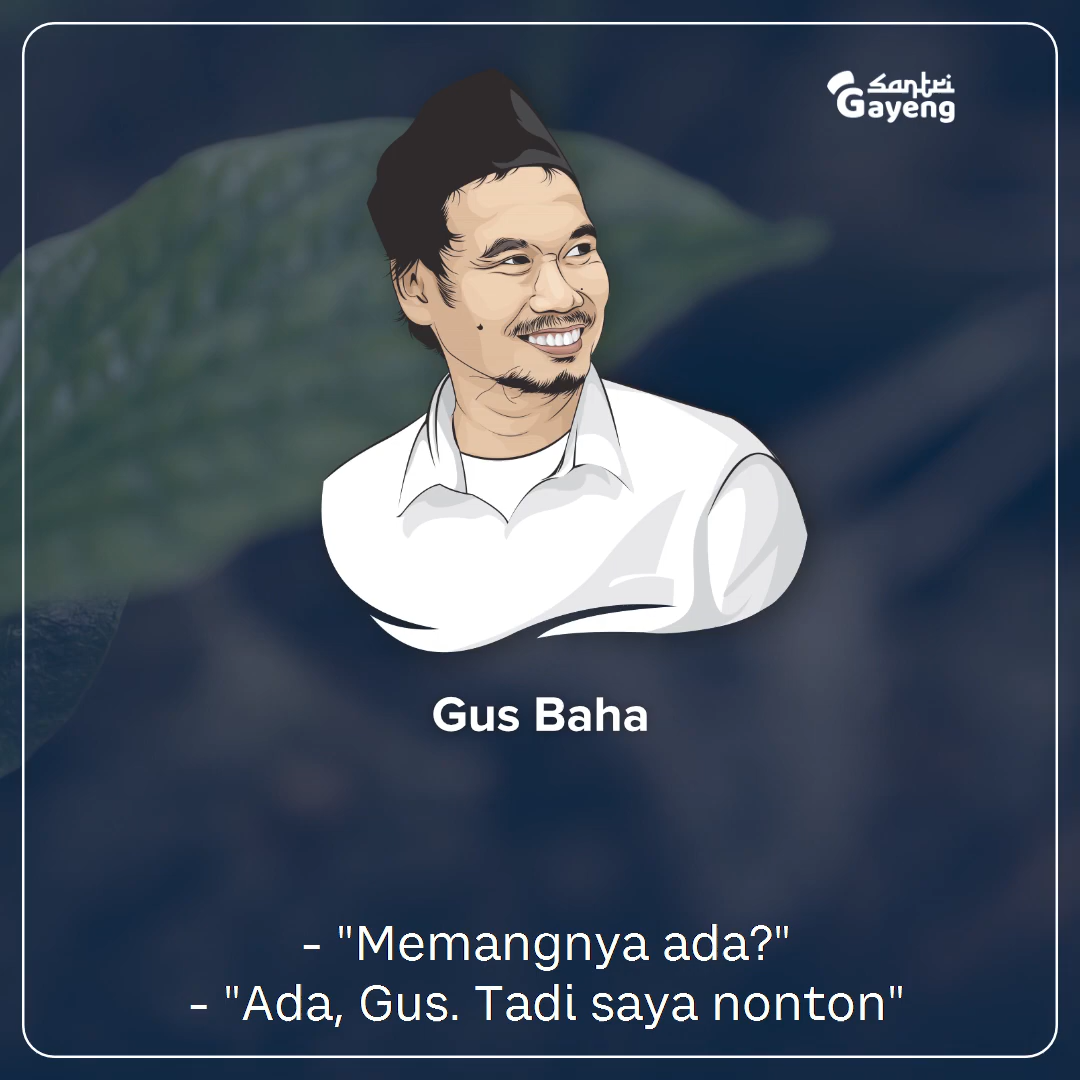 Santri
Gayeng
Gus Baha
- "Memangnya ada?"
- "Ada, Gus. Tadi saya nonton"